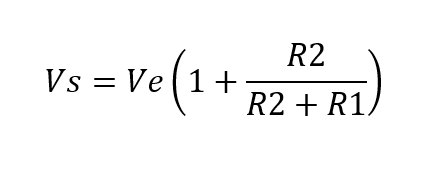 Vs = Ve(1 + R2/(R2 + R1))